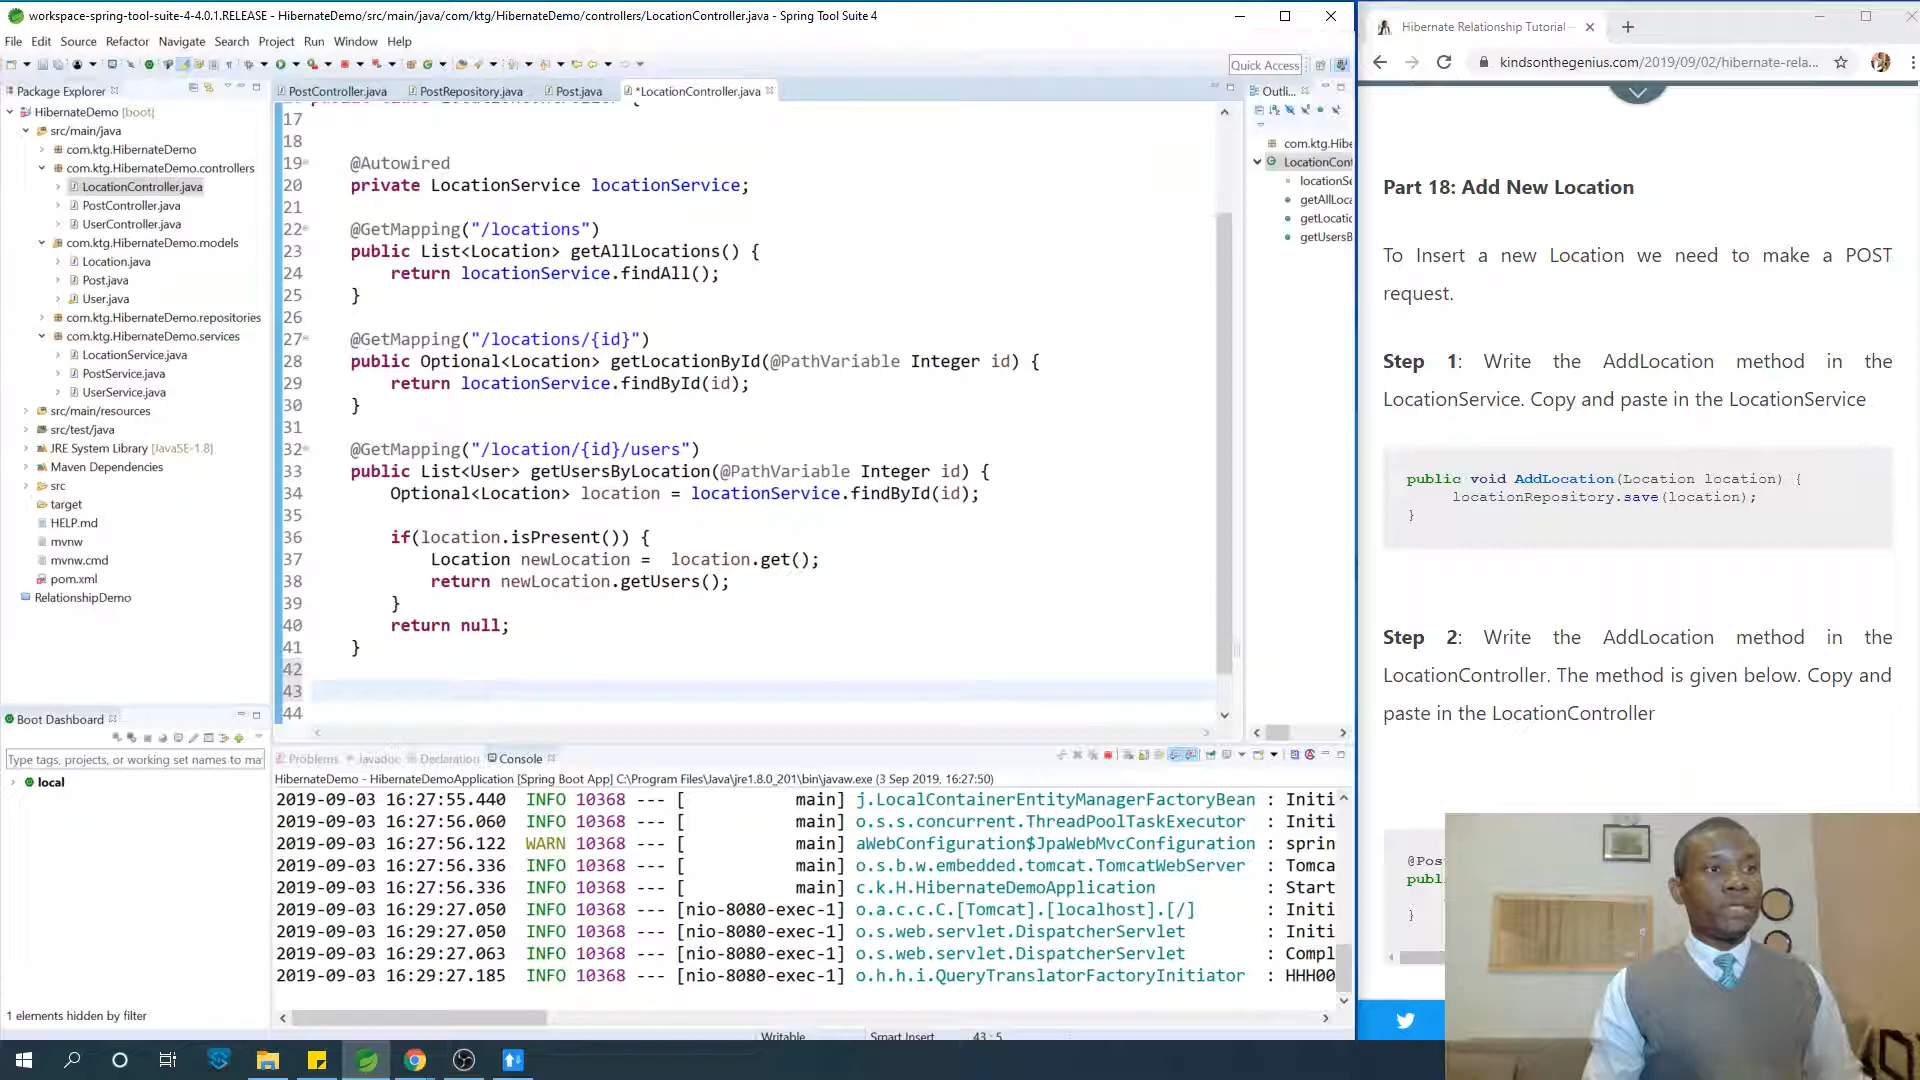 workspace-spring-tool-suite-4-4.0.1.RELEASE - HibernateDemo/src/main/java/com/ktg/HibernateDemo/controllers/LocationController.java - Spring Tool Suite 4
File Edit Source Refactor Navigate Search Project Run Window Help
Quick Access
Package Explorer
HibernateDemo [boot]
src/main/java
com.ktg.HibernateDemo
com.ktg.HibernateDemo.controllers
LocationController.java
PostController.java
UserController.java
com.ktg.HibernateDemo.models
Location.java
Post.java
User.java
com.ktg.HibernateDemo.repositories
com.ktg.HibernateDemo.services
LocationService.java
PostService.java
UserService.java
src/main/resources
src/test/java
JRE System Library [JavaSE-1.8]
Maven Dependencies
src
target
HELP.md
mvnw
mvnw.cmd
pom.xml
RelationshipDemo
Boot Dashboard
Type tags, projects, or working set names to ma
local
1 elements hidden by filter
PostController.java PostRepository.java Post.java *LocationController.java
17
18
19 @Autowired
20 private LocationService locationService;
21
22 @GetMapping("/locations")
23 public List<Location> getAllLocations() {
24 return locationService.findAll();
25 }
26
27 @GetMapping("/locations/{id}")
28 public Optional<Location> getLocationById(@PathVariable Integer id) {
29 return locationService.findById(id);
30 }
31
32 @GetMapping("/location/{id}/users")
33 public List<User> getUsersByLocation(@PathVariable Integer id) {
34 Optional<Location> location = locationService.findById(id);
35
36 if(location.isPresent()) {
37 Location newLocation = location.get();
38 return newLocation.getUsers();
39 }
40 return null;
41 }
42
43
44
Outli...
com.ktg.Hibe
LocationCont
locationSe
getAllLoca
getLocatio
getUsersB
Problems Javadoc Declaration Console
HibernateDemo - HibernateDemoApplication [Spring Boot App] C:\Program Files\Java\jre1.8.0_201\bin\javaw.exe (3 Sep 2019, 16:27:50)
2019-09-03 16:27:55.440 INFO 10368 --- [ main] j.LocalContainerEntityManagerFactoryBean : Initi
2019-09-03 16:27:56.060 INFO 10368 --- [ main] o.s.s.concurrent.ThreadPoolTaskExecutor : Initi
2019-09-03 16:27:56.122 WARN 10368 --- [ main] aWebConfiguration$JpaWebMvcConfiguration : sprin
2019-09-03 16:27:56.336 INFO 10368 --- [ main] o.s.b.w.embedded.tomcat.TomcatWebServer : Tomca
2019-09-03 16:27:56.336 INFO 10368 --- [ main] c.k.H.HibernateDemoApplication : Start
2019-09-03 16:29:27.050 INFO 10368 --- [nio-8080-exec-1] o.a.c.c.C.[Tomcat].[localhost].[/] : Initi
2019-09-03 16:29:27.050 INFO 10368 --- [nio-8080-exec-1] o.s.web.servlet.DispatcherServlet : Initi
2019-09-03 16:29:27.063 INFO 10368 --- [nio-8080-exec-1] o.s.web.servlet.DispatcherServlet : Compl
2019-09-03 16:29:27.185 INFO 10368 --- [nio-8080-exec-1] o.h.h.i.QueryTranslatorFactoryInitiator : HHH00
Writable Smart Insert 43 : 5
Hibernate Relationship Tutorial
kindsonthegenius.com/2019/09/02/hibernate-rela...
Part 18: Add New Location
To Insert a new Location we need to make a POST
request.
Step 1: Write the AddLocation method in the
LocationService. Copy and paste in the LocationService
public void AddLocation(Location location) {
locationRepository.save(location);
}
Step 2: Write the AddLocation method in the
LocationController. The method is given below. Copy and
paste in the LocationController
@Pos
publ
}